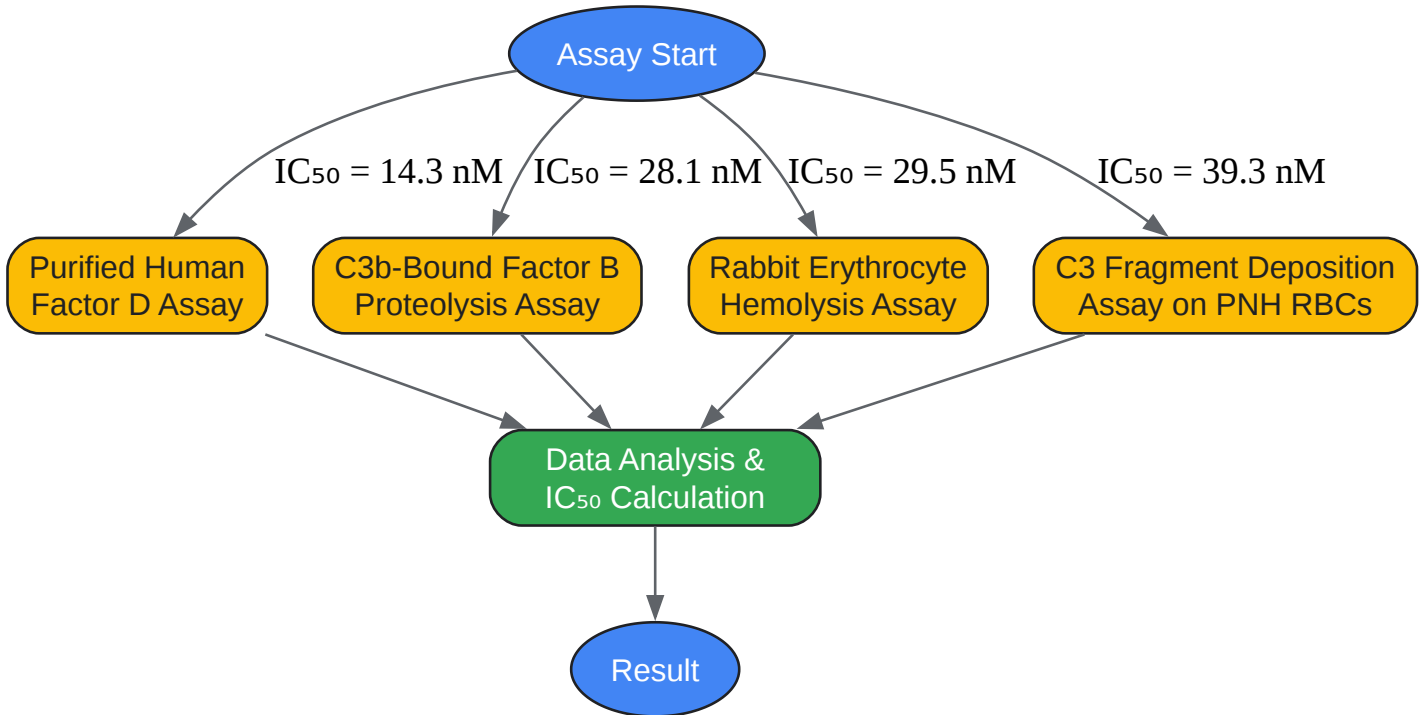 Assay Start
IC₅₀ = 14.3 nM
IC₅₀ = 28.1 nM
IC₅₀ = 29.5 nM
IC₅₀ = 39.3 nM
Purified Human
Factor D Assay
C3b-Bound Factor B
Proteolysis Assay
Rabbit Erythrocyte
Hemolysis Assay
C3 Fragment Deposition
Assay on PNH RBCs
Data Analysis &
IC₅₀ Calculation
Result